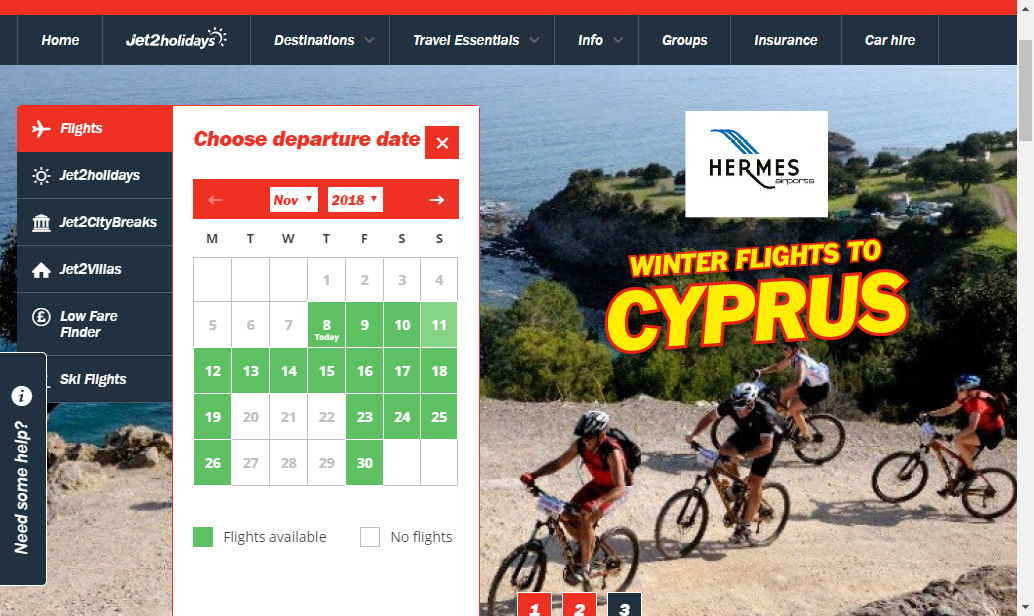 Home
Jet2holidays
Destinations
Travel Essentials
Info
Groups
Insurance
Car hire
Flights
Jet2holidays
Jet2CityBreaks
Jet2Villas
£ Low Fare
Finder
Ski Flights
i
Need some help?
Choose departure date ×
← Nov ▼ 2018 ▼ →
M T W T F S S
1 2 3 4
5 6 7 8 9 10 11
Today
12 13 14 15 16 17 18
19 20 21 22 23 24 25
26 27 28 29 30
Flights available No flights
HERMES
airports
WINTER FLIGHTS TO
CYPRUS
1 2 3